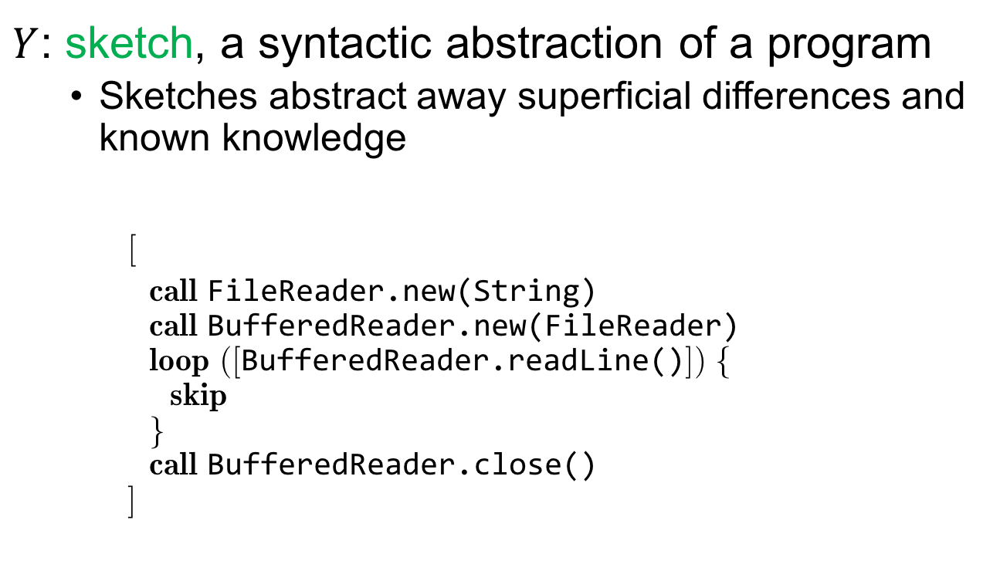 Y: sketch, a syntactic abstraction of a program
• Sketches abstract away superficial differences and
known knowledge
[
call FileReader.new(String)
call BufferedReader.new(FileReader)
loop ([BufferedReader.readLine()]) {
skip
}
call BufferedReader.close()
]